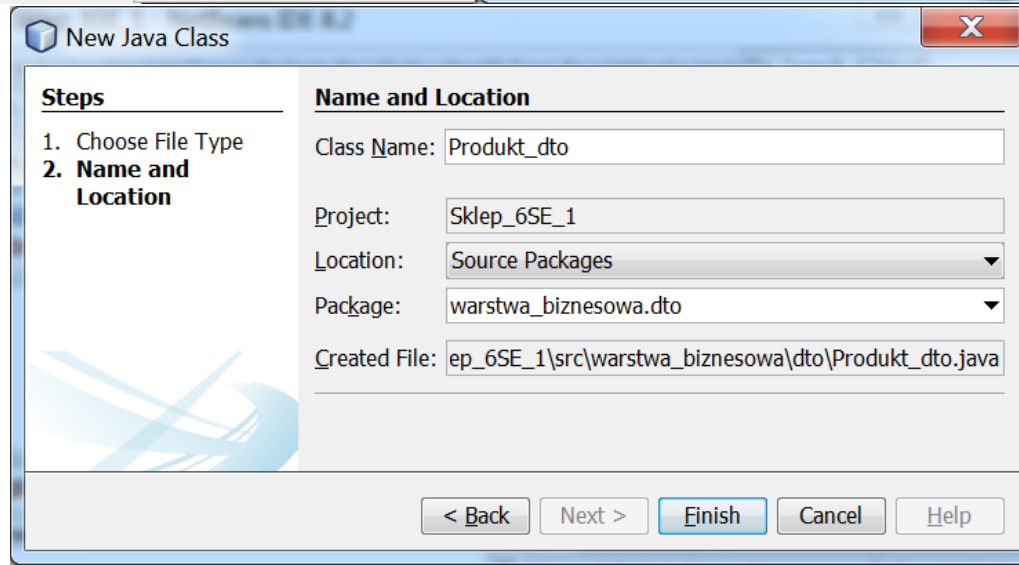 New Java Class
Steps
1. Choose File Type
2. Name and
Location
Name and Location
Class Name: Produkt_dto
Project: Sklep_6SE_1
Location: Source Packages
Package: warstwa_biznesowa.dto
Created File: ep_6SE_1\src\warstwa_biznesowa\dto\Produkt_dto.java
< Back Next > Finish Cancel Help